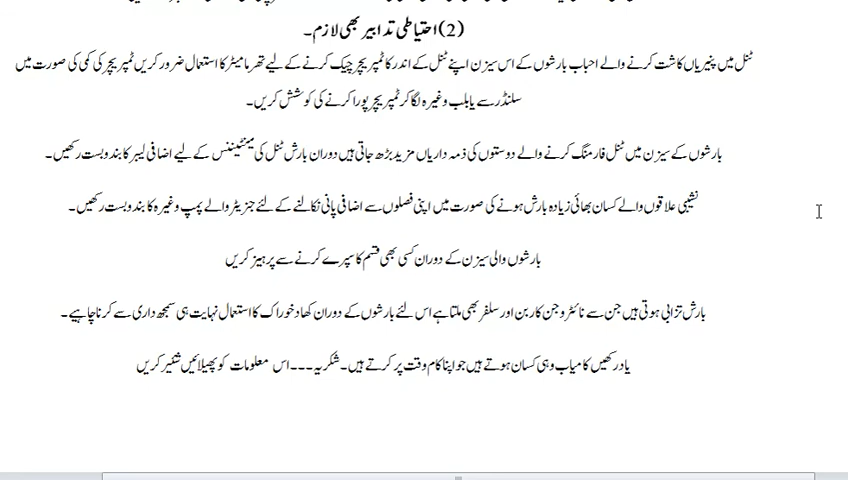 (2) احتیاطی تدابیر بھی لازم۔
ٹنل میں پنیریاں کاشت کرنے والے احباب بارشوں کے اس سیزن اپنے ٹنل کے اندر کا ٹمپریچر چیک کرنے کے لیے تھرمامیٹر کا استعمال ضرور کریں ٹمپریچر کی کمی کی صورت میں
سلنڈر سے یا بلب وغیرہ لگا کر ٹمپریچر پورا کرنے کی کوشش کریں۔
بارشوں کے سیزن میں ٹنل فارمنگ کرنے والے دوستوں کی ذمہ داریاں مزید بڑھ جاتی ہیں دوران بارش ٹنل کی مینٹیننس کے لیے اضافی لیبر کا بندوبست رکھیں۔
نشیبی علاقوں والے کسان بھائی زیادہ بارش ہونے کی صورت میں اپنی فصلوں سے اضافی پانی نکالنے کے لئے جنریٹر والے پمپ وغیرہ کا بندوبست رکھیں۔
بارشوں والی سیزن کے دوران کسی بھی قسم کا سپرے کرنے سے پرہیز کریں
بارش تزابی ہوتی ہیں جن سے نائٹروجن کاربن اور سلفر بھی ملتا ہے اس لئے بارشوں کے دوران کھاد خوراک کا استعمال نہایت ہی سمجھ داری سے کرنا چاہیے۔
یاد رکھیں کامیاب وہی کسان ہوتے ہیں جو اپنا کام وقت پر کرتے ہیں۔ شکریہ ۔۔۔ اس معلومات کو پھیلائیں شئیر کریں